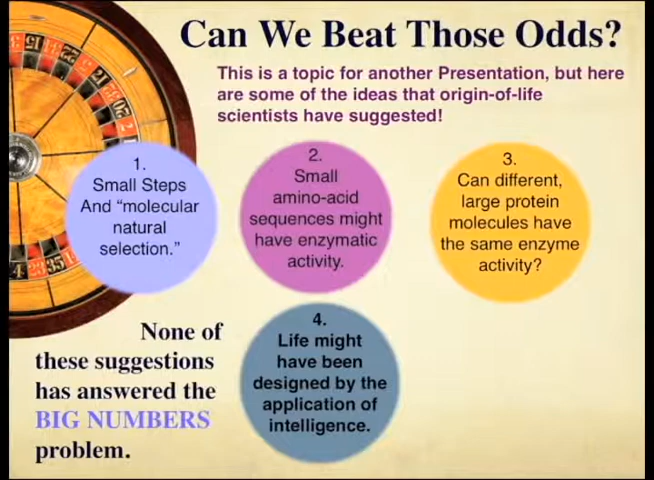 Can We Beat Those Odds?
This is a topic for another Presentation, but here
are some of the ideas that origin-of-life
scientists have suggested!
1.
Small Steps
And “molecular
natural
selection.”
2.
Small
amino-acid
sequences might
have enzymatic
activity.
3.
Can different,
large protein
molecules have
the same enzyme
activity?
4.
Life might
have been
designed by the
application of
intelligence.
None of
these suggestions
has answered the
BIG NUMBERS
problem.